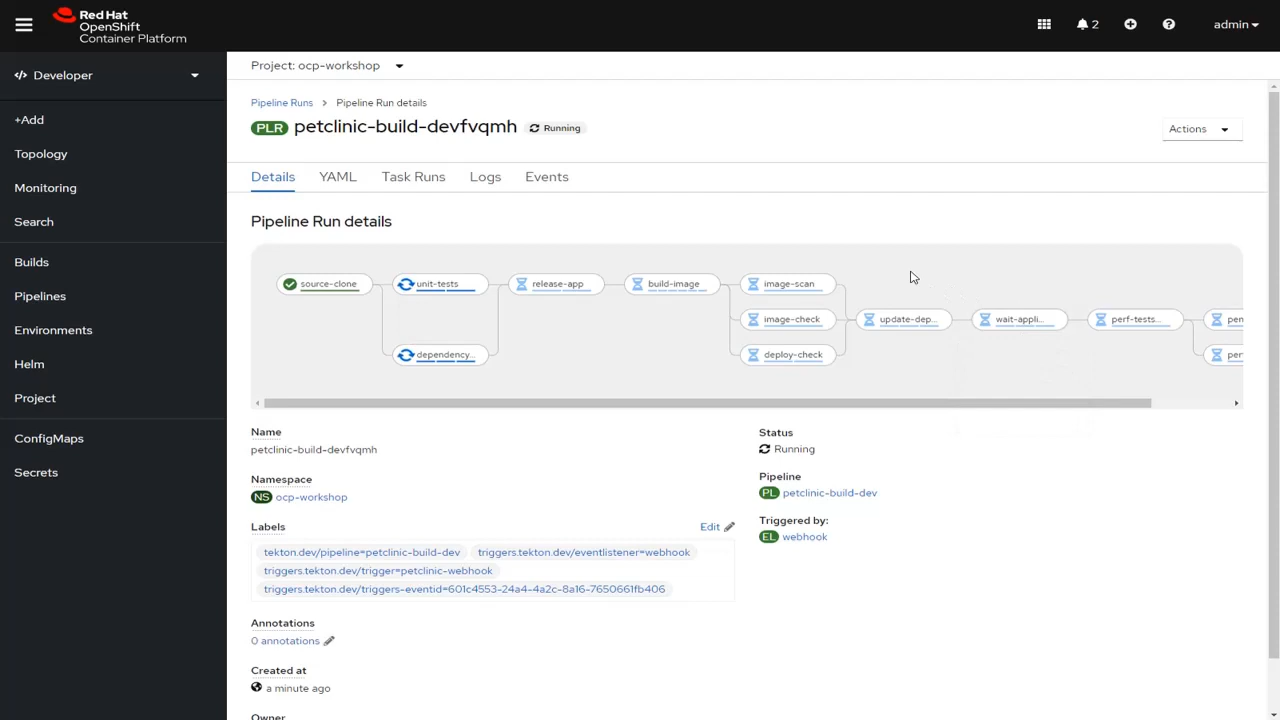 Red Hat
OpenShift
Container Platform
2
admin
Developer
+Add
Topology
Monitoring
Search
Builds
Pipelines
Environments
Helm
Project
ConfigMaps
Secrets
Project: ocp-workshop
Pipeline Runs > Pipeline Run details
PLR petclinic-build-devfvqmh Running
Actions
Details YAML Task Runs Logs Events
Pipeline Run details
source-clone unit-tests release-app build-image image-scan
image-check update-dep... wait-appli... perf-tests... pen
dependency... deploy-check per
Name
petclinic-build-devfvqmh
Namespace
NS ocp-workshop
Labels Edit
tekton.dev/pipeline=petclinic-build-dev triggers.tekton.dev/eventlistener=webhook
triggers.tekton.dev/trigger=petclinic-webhook
triggers.tekton.dev/triggers-eventid=601c4553-24a4-4a2c-8a16-7650661fb406
Annotations
0 annotations
Created at
a minute ago
Owner
Status
Running
Pipeline
PL petclinic-build-dev
Triggered by:
EL webhook